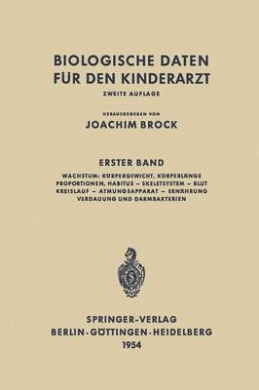 BIOLOGISCHE DATEN
FÜR DEN KINDERARZT
ZWEITE AUFLAGE
HERAUSGEGEBEN VON
JOACHIM BROCK
ERSTER BAND
WACHSTUM: KÖRPERGEWICHT, KÖRPERLÄNGE
PROPORTIONEN, HABITUS – SKELETSYSTEM – BLUT
KREISLAUF – ATMUNGSAPPARAT – ERNÄHRUNG
VERDAUUNG UND DARMBAKTERIEN
SPRINGER-VERLAG
BERLIN · GÖTTINGEN · HEIDELBERG
1954